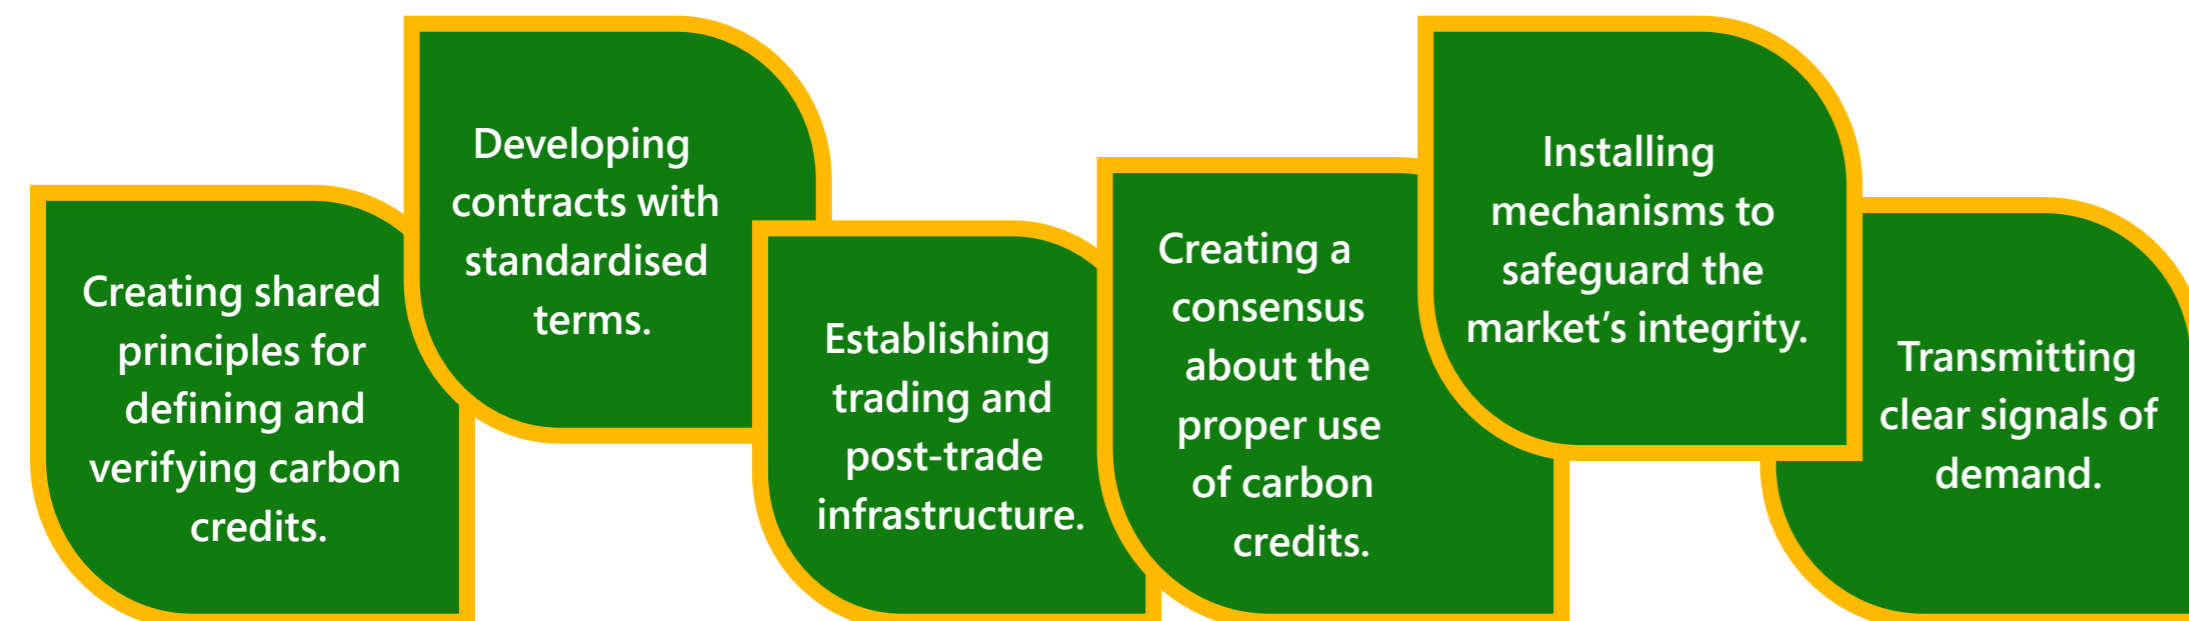 Creating shared
principles for
defining and
verifying carbon
credits.
Developing
contracts with
standardised
terms.
Establishing
trading and
post-trade
infrastructure.
Creating a
consensus
about the
proper use
of carbon
credits.
Installing
mechanisms to
safeguard the
market’s integrity.
Transmitting
clear signals of
demand.